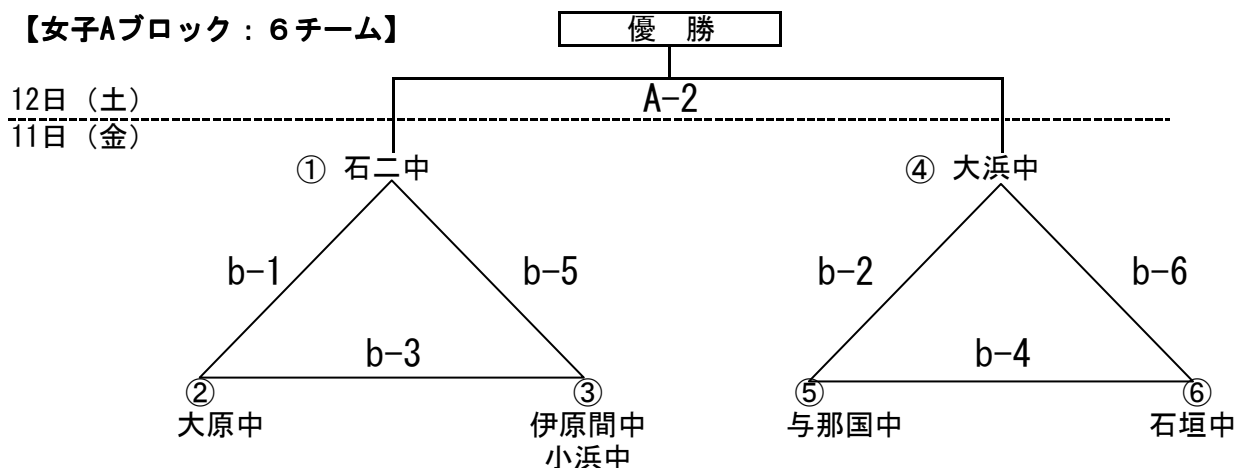 【女子Aブロック：６チーム】
優 勝
12日（土）
A-2
11日（金）
① 石二中
④ 大浜中
b-1
b-5
b-2
b-6
b-3
b-4
②
③
⑤
⑥
大原中
伊原間中
与那国中
石垣中
小浜中